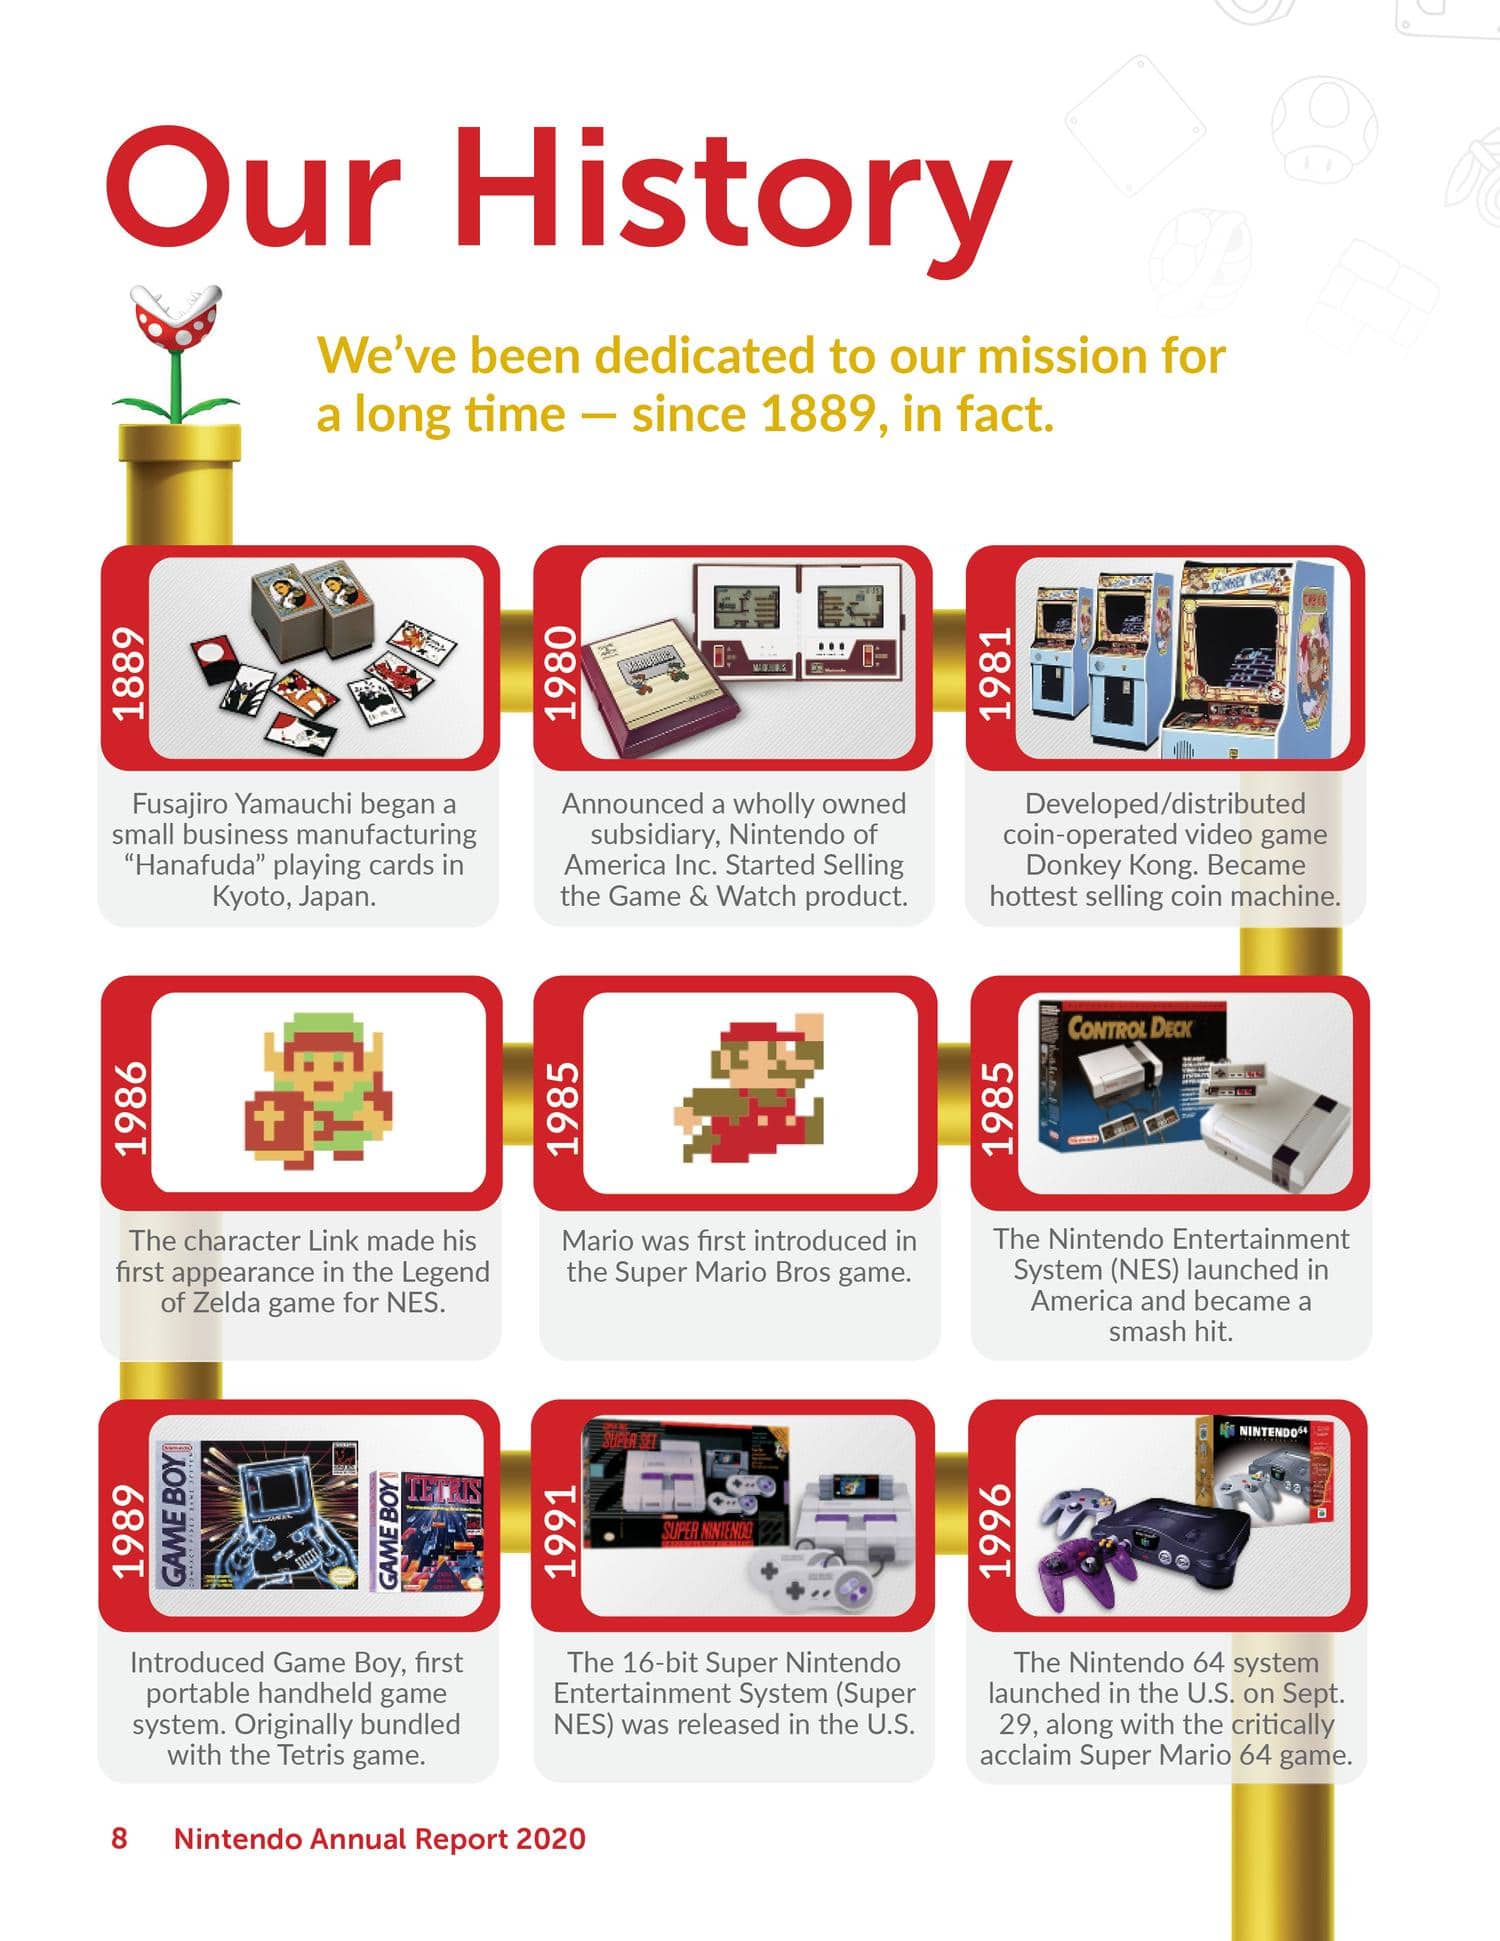 Our History
We’ve been dedicated to our mission for
a long time — since 1889, in fact.
1889
Fusajiro Yamauchi began a
small business manufacturing
“Hanafuda” playing cards in
Kyoto, Japan.
1980
Announced a wholly owned
subsidiary, Nintendo of
America Inc. Started Selling
the Game & Watch product.
1981
DONKEY KONG
Developed/distributed
coin-operated video game
Donkey Kong. Became
hottest selling coin machine.
1986
The character Link made his
first appearance in the Legend
of Zelda game for NES.
1985
Mario was first introduced in
the Super Mario Bros game.
1985
CONTROL DECK
The Nintendo Entertainment
System (NES) launched in
America and became a
smash hit.
1989
GAME BOY
GAME BOY
TETRIS
Introduced Game Boy, first
portable handheld game
system. Originally bundled
with the Tetris game.
1991
SUPER SET
SUPER NINTENDO
The 16-bit Super Nintendo
Entertainment System (Super
NES) was released in the U.S.
1996
NINTENDO64
The Nintendo 64 system
launched in the U.S. on Sept.
29, along with the critically
acclaim Super Mario 64 game.
8 Nintendo Annual Report 2020